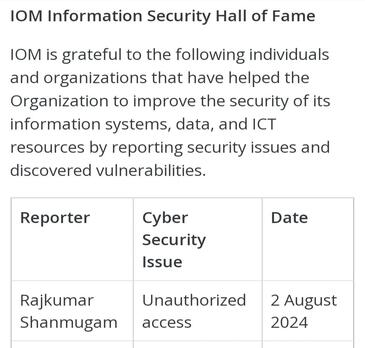 IOM Information Security Hall of Fame
IOM is grateful to the following individuals
and organizations that have helped the
Organization to improve the security of its
information systems, data, and ICT
resources by reporting security issues and
discovered vulnerabilities.
Reporter
Cyber
Security
Issue
Date
Rajkumar
Shanmugam
Unauthorized
access
2 August
2024